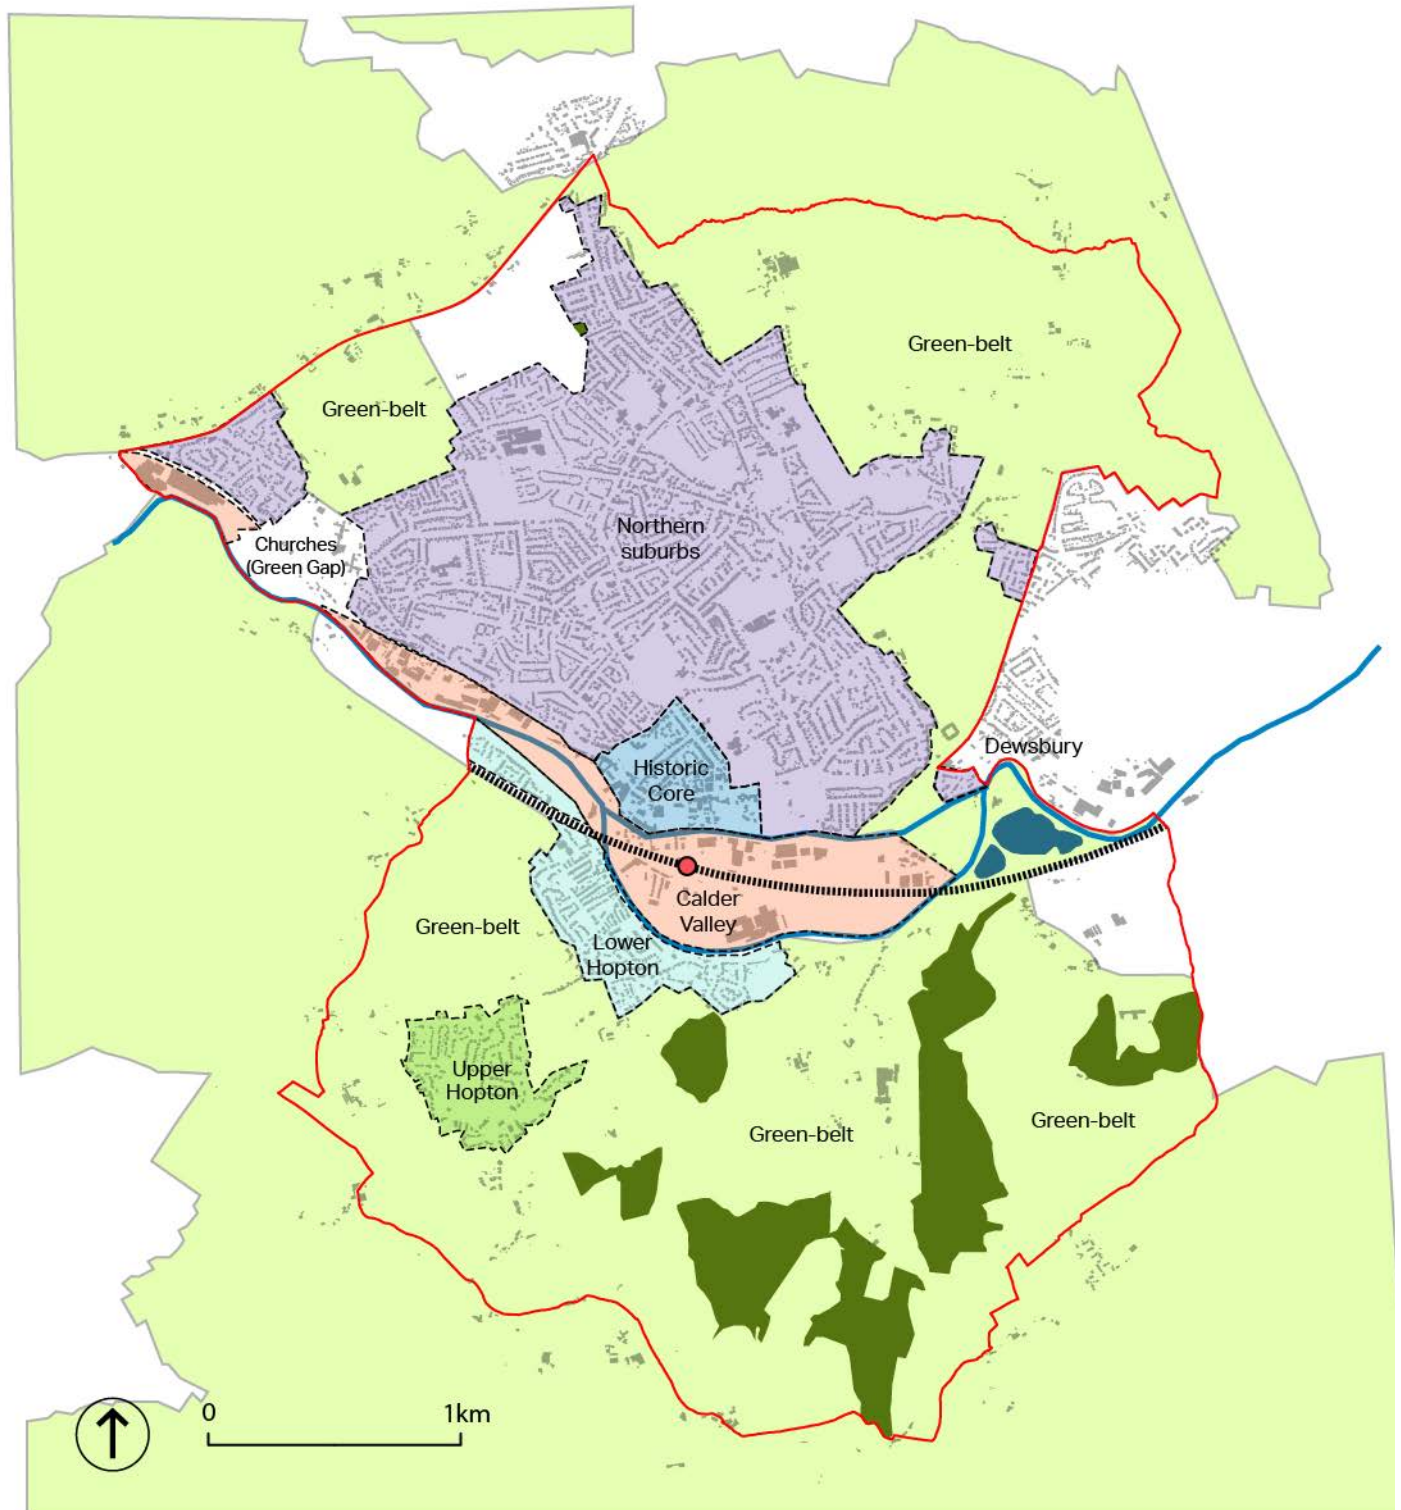 Green-belt
Green-belt
Northern
suburbs
Churches
(Green Gap)
Dewsbury
Historic
Core
Calder
Valley
Green-belt
Lower
Hopton
Upper
Hopton
Green-belt
Green-belt
0
1km